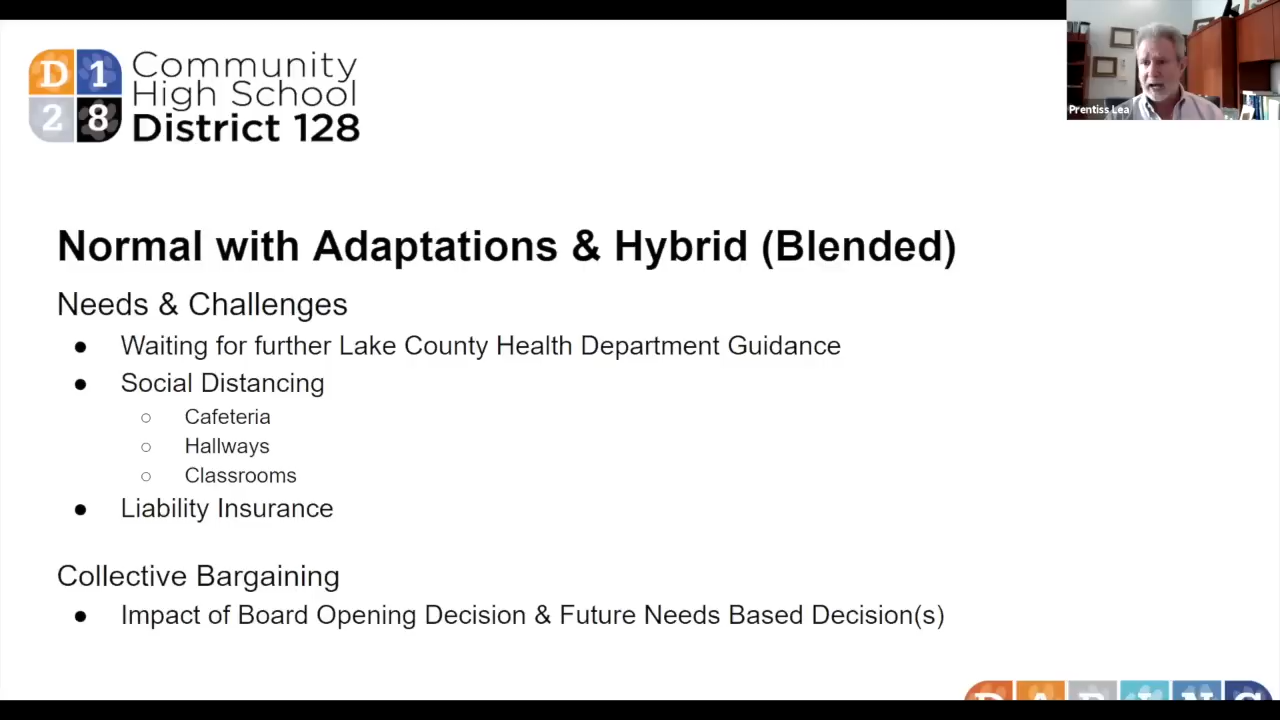 D 1
2 8
Community
High School
District 128
Prentiss Lea
Normal with Adaptations & Hybrid (Blended)
Needs & Challenges
● Waiting for further Lake County Health Department Guidance
● Social Distancing
○ Cafeteria
○ Hallways
○ Classrooms
● Liability Insurance
Collective Bargaining
● Impact of Board Opening Decision & Future Needs Based Decision(s)